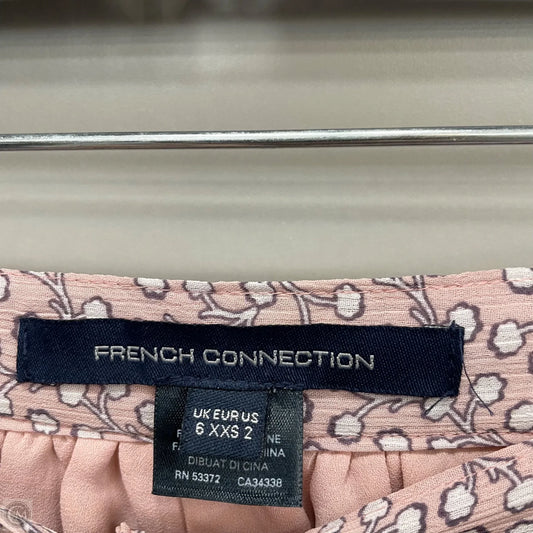 FRENCH CONNECTION
UK EUR US
6 XXS 2
DIBUAT DI CINA
RN 53372 CA34338